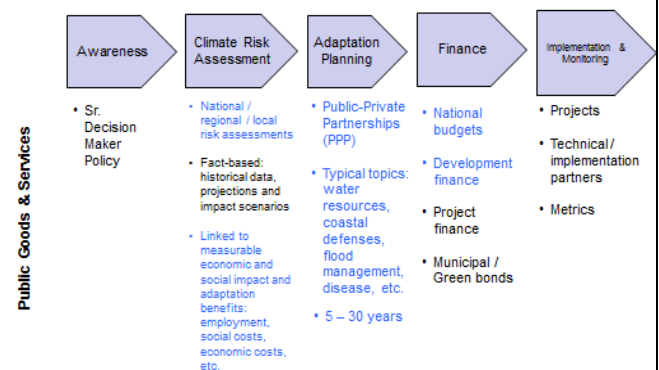 Awareness
Climate Risk
Assessment
Adaptation
Planning
Finance
Implementation &
Monitoring
Public Goods & Services
• Sr.
Decision
Maker
Policy
• National /
regional / local
risk assessments
• Fact-based:
historical data,
projections and
impact scenarios
• Linked to
measurable
economic and
social impact and
adaptation
benefits:
employment,
social costs,
economic costs,
etc.
• Public-Private
Partnerships
(PPP)
• Typical topics:
water
resources,
coastal
defenses,
flood
management,
disease, etc.
• 5 – 30 years
• National
budgets
• Development
finance
• Project
finance
• Municipal /
Green bonds
• Projects
• Technical /
implementation
partners
• Metrics